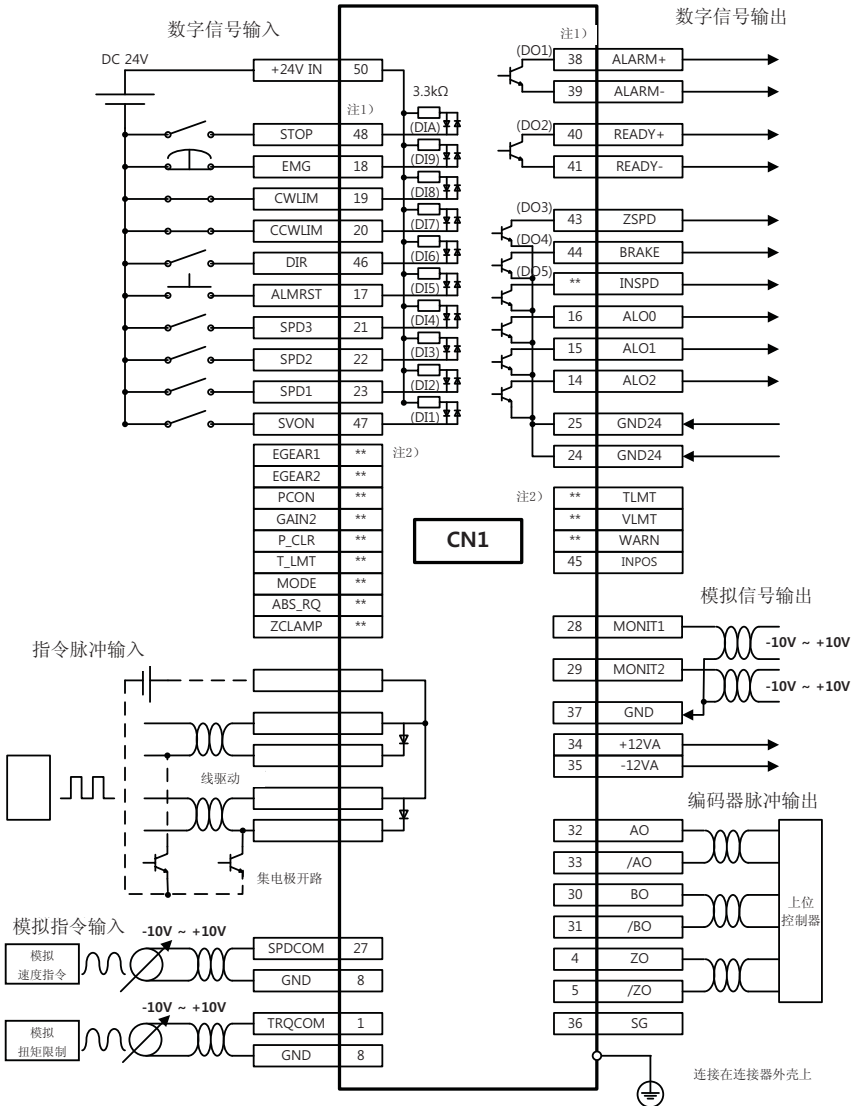 数字信号输入
DC 24V
+24V IN 50
注1)
3.3kΩ
STOP 48 (DIA)
EMG 18 (DI9)
CWLIM 19 (DI8)
CCWLIM 20 (DI7)
DIR 46 (DI6)
ALMRST 17 (DI5)
SPD3 21 (DI4)
SPD2 22 (DI3)
SPD1 23 (DI2)
SVON 47 (DI1)
EGEAR1 ** 注2)
EGEAR2 **
PCON **
GAIN2 **
P_CLR **
T_LMT **
MODE **
ABS_RQ **
ZCLAMP **
CN1
指令脉冲输入
线驱动
集电极开路
模拟指令输入
-10V ~ +10V
模拟
速度指令
SPDCOM 27
GND 8
-10V ~ +10V
模拟
扭矩限制
TRQCOM 1
GND 8
数字信号输出
注1)
(DO1) 38 ALARM+
39 ALARM-
(DO2) 40 READY+
41 READY-
(DO3) 43 ZSPD
(DO4) 44 BRAKE
(DO5) ** INSPD
16 ALO0
15 ALO1
14 ALO2
25 GND24
24 GND24
注2) ** TLMT
** VLMT
** WARN
45 INPOS
模拟信号输出
28 MONIT1
-10V ~ +10V
29 MONIT2
-10V ~ +10V
37 GND
34 +12VA
35 -12VA
编码器脉冲输出
32 AO
33 /AO
30 BO
31 /BO
4 ZO
5 /ZO
36 SG
上位
控制器
连接在连接器外壳上